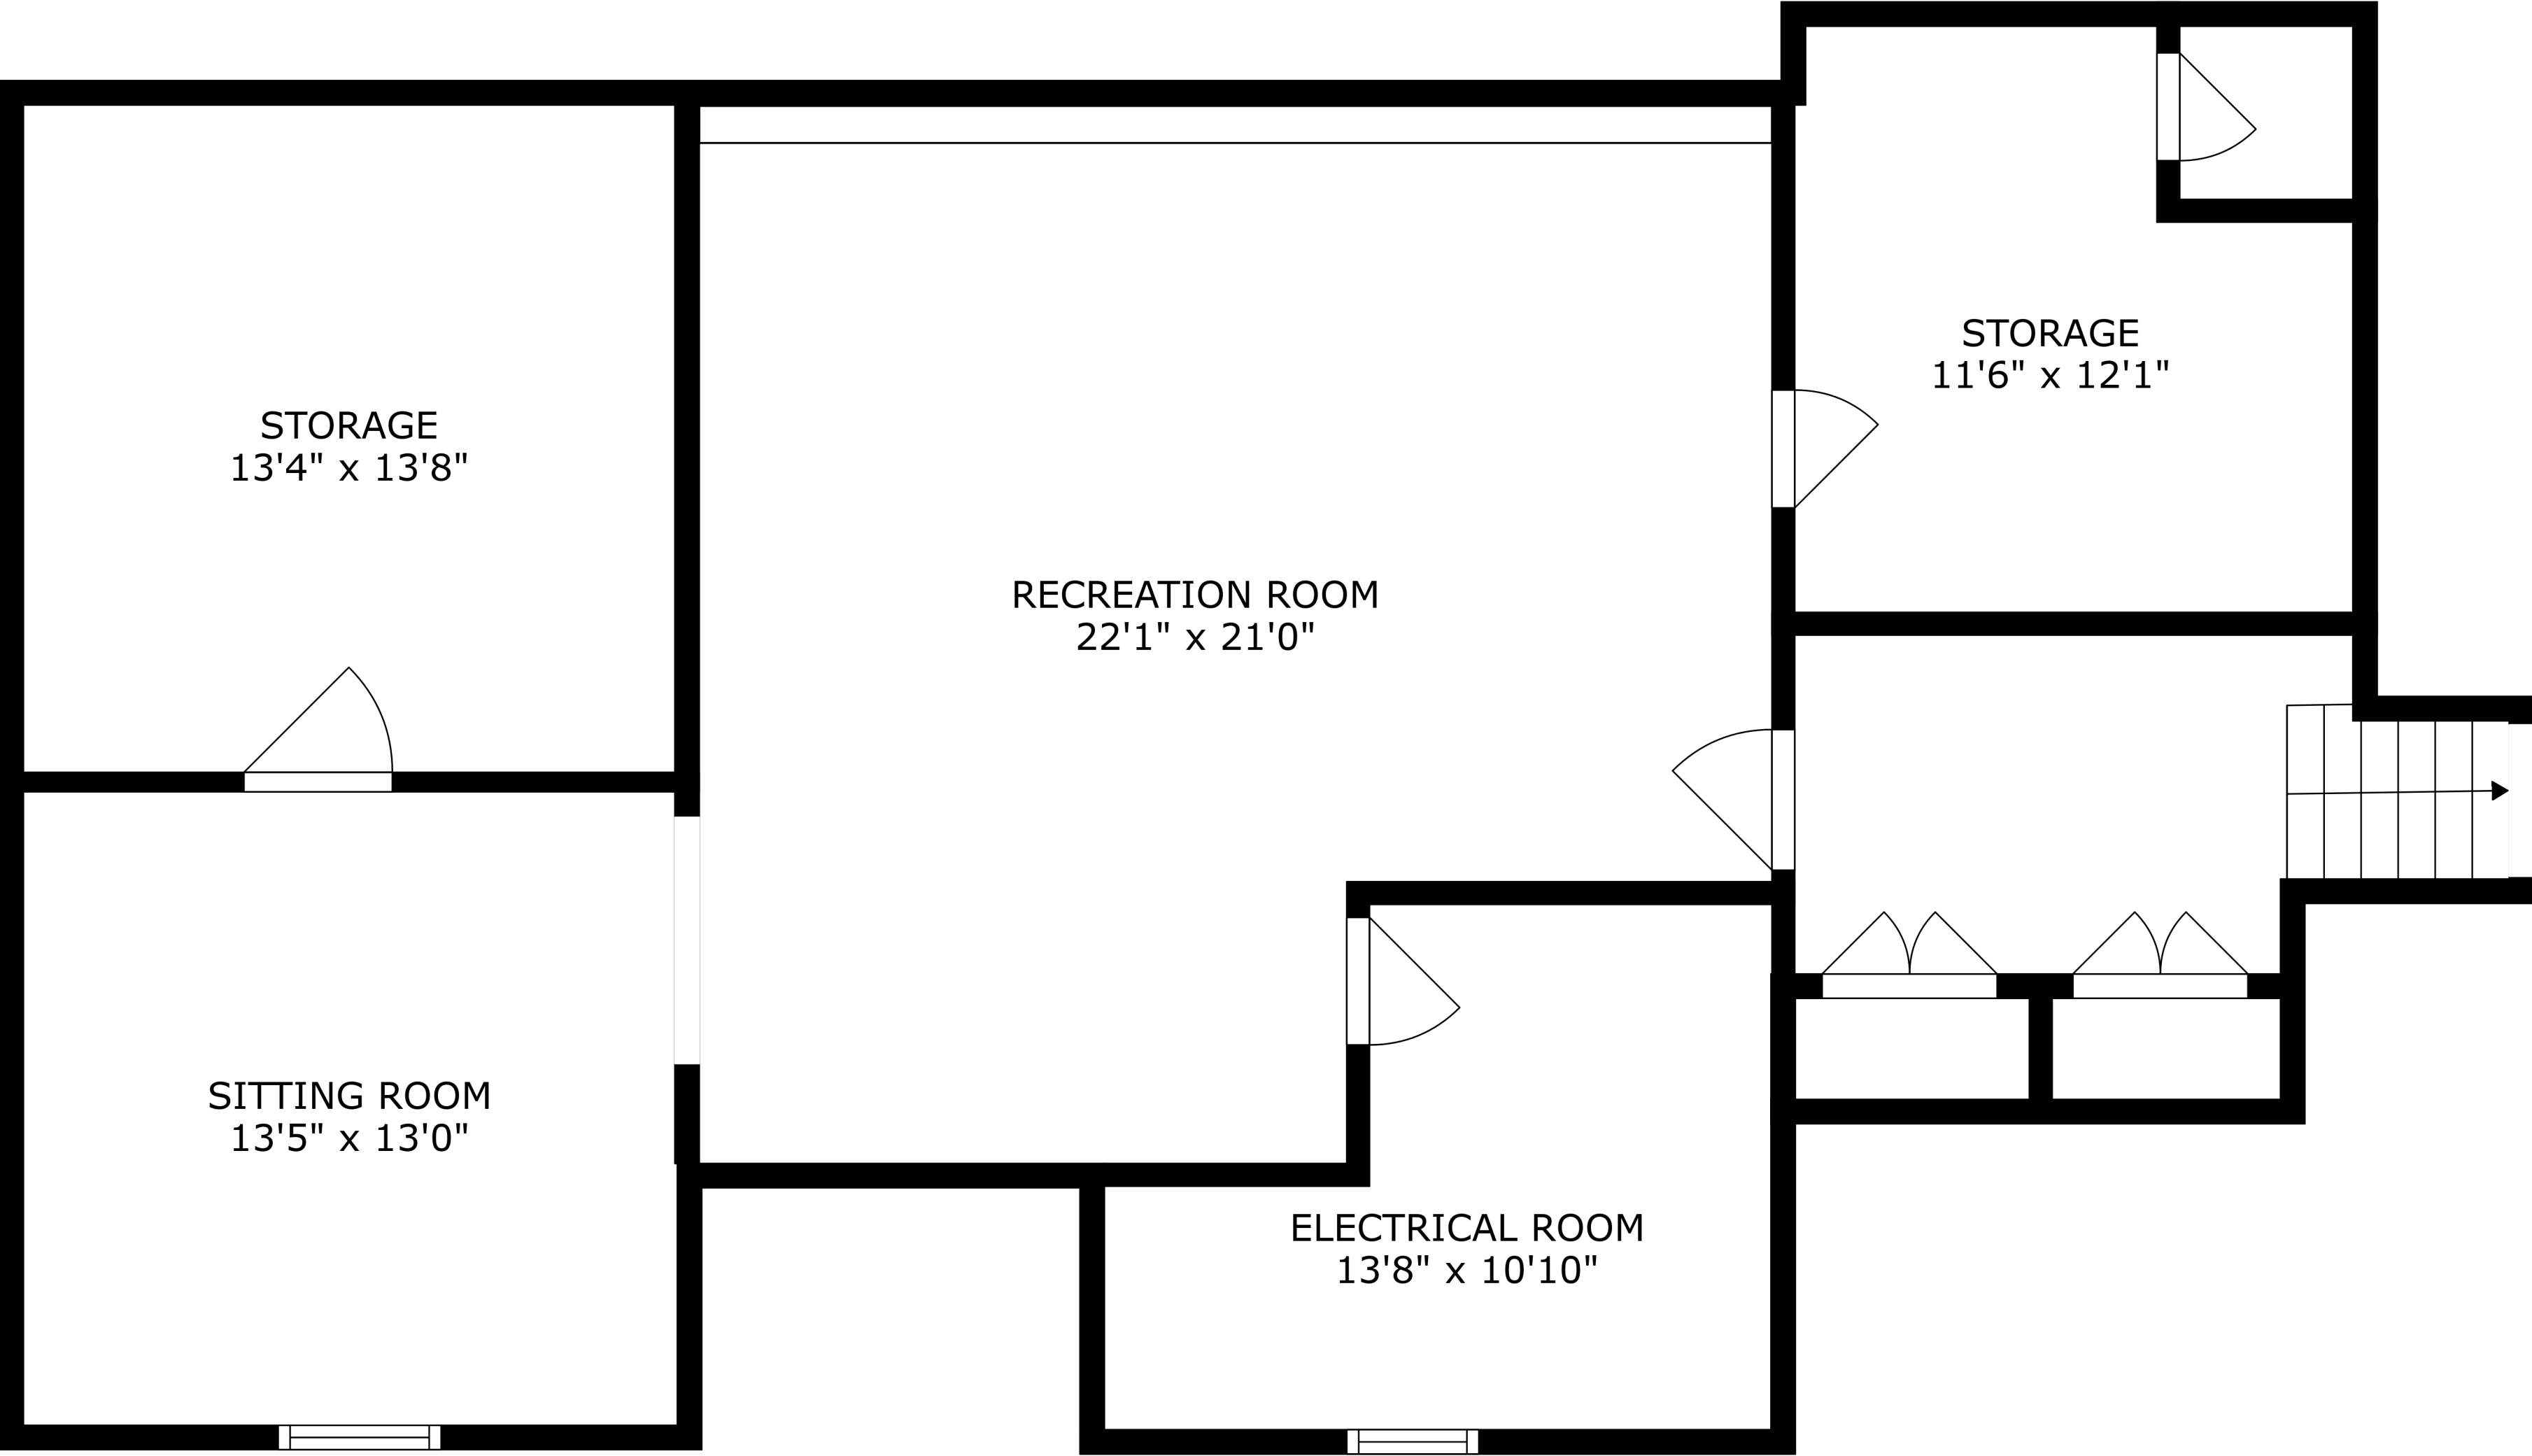 STORAGE
11'6" x 12'1"
STORAGE
13'4" x 13'8"
RECREATION ROOM
22'1" x 21'0"
SITTING ROOM
13'5" x 13'0"
ELECTRICAL ROOM
13'8" x 10'10"